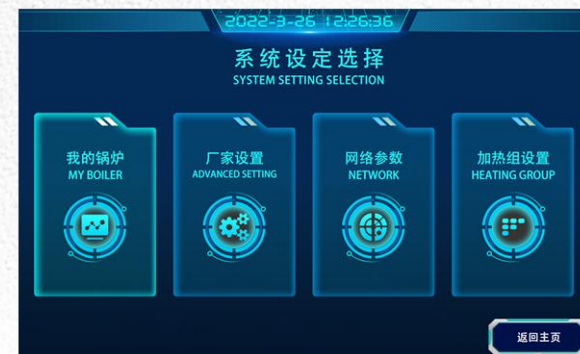 2022-3-26 12:26:36
系统设定选择
SYSTEM SETTING SELECTION
我的锅炉
MY BOILER
厂家设置
ADVANCED SETTING
网络参数
NETWORK
加热组设置
HEATING GROUP
返回主页